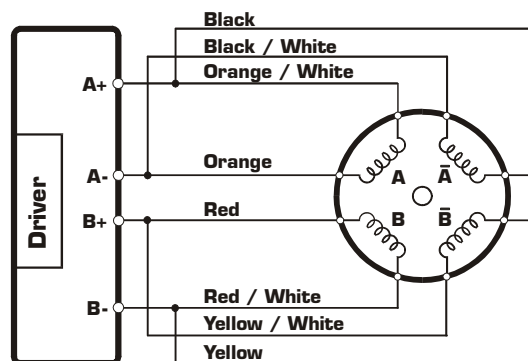 Black
Black / White
Orange / White
A+
Orange
A-
A
Ā
Driver
Red
B+
B
B̄
Red / White
B-
Yellow / White
Yellow